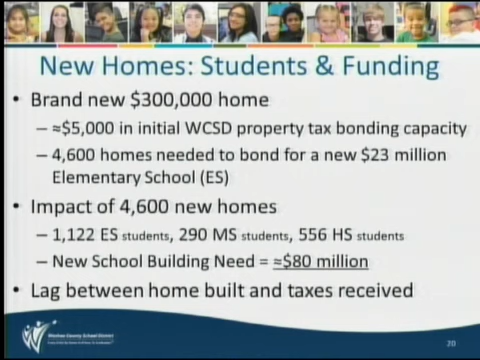 New Homes: Students & Funding
• Brand new $300,000 home
– ≈$5,000 in initial WCSD property tax bonding capacity
– 4,600 homes needed to bond for a new $23 million
Elementary School (ES)
• Impact of 4,600 new homes
– 1,122 ES students, 290 MS students, 556 HS students
– New School Building Need = ≈$80 million
• Lag between home built and taxes received
Washoe County School District
20